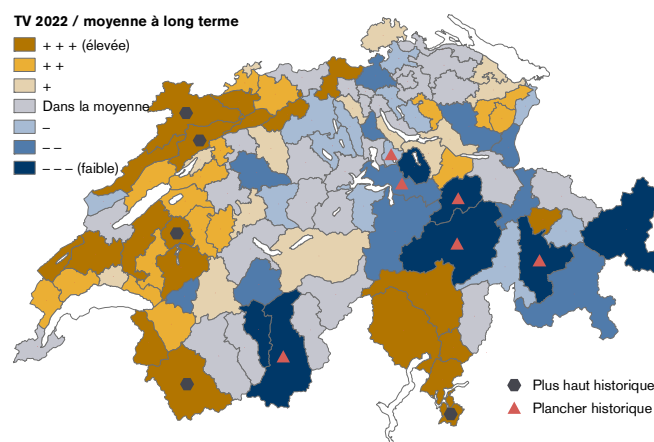 TV 2022 / moyenne à long terme
+ + + (élevée)
+ +
+
Dans la moyenne
–
– –
– – – (faible)
Plus haut historique
Plancher historique